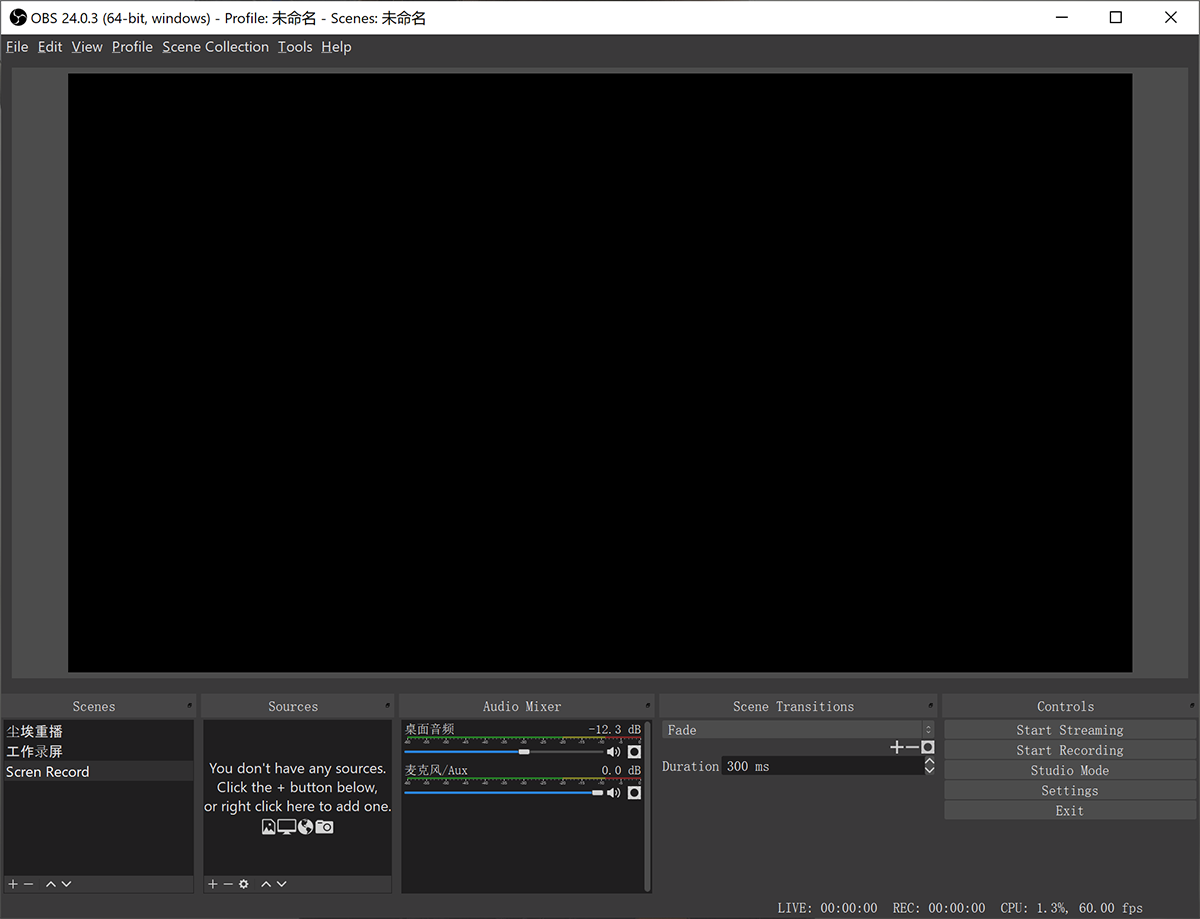 OBS 24.0.3 (64-bit, windows) - Profile: 未命名 - Scenes: 未命名
File Edit View Profile Scene Collection Tools Help
Scenes
尘埃重播
工作录屏
Scren Record
Sources
You don't have any sources.
Click the + button below,
or right click here to add one.
Audio Mixer
桌面音频 -12.3 dB
麦克风/Aux 0.0 dB
Scene Transitions
Fade
Duration 300 ms
Controls
Start Streaming
Start Recording
Studio Mode
Settings
Exit
LIVE: 00:00:00 REC: 00:00:00 CPU: 1.3%, 60.00 fps